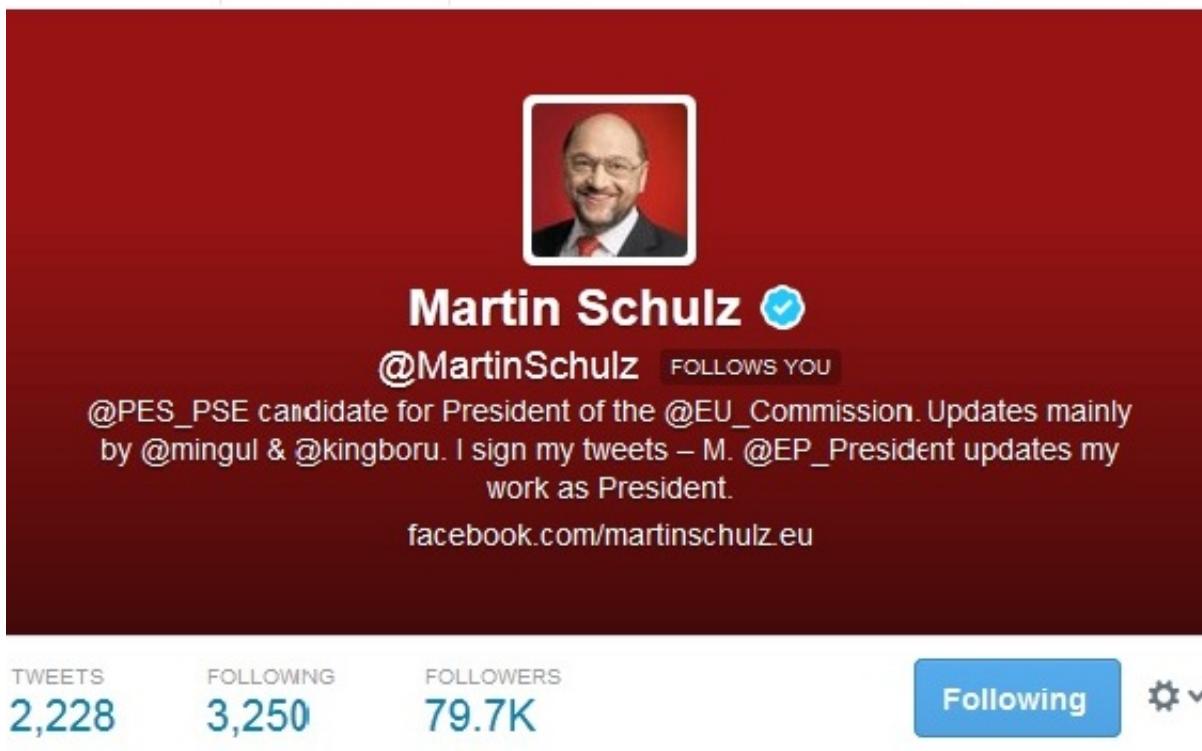 Martin Schulz
@MartinSchulz FOLLOWS YOU
@PES_PSE candidate for President of the @EU_Commission. Updates mainly
by @mingul & @kingboru. I sign my tweets – M. @EP_President updates my
work as President.
facebook.com/martinschulz.eu
TWEETS FOLLOWING FOLLOWERS
2,228 3,250 79.7K Following